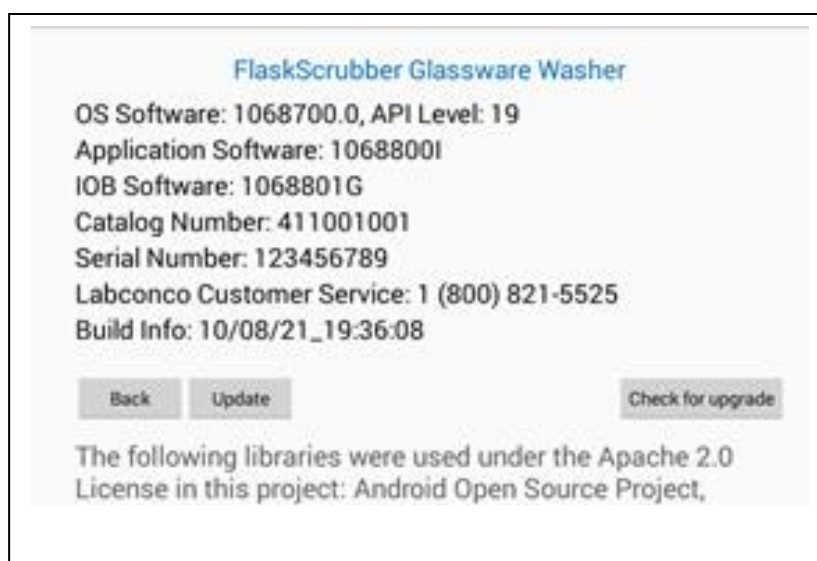 FlaskScrubber Glassware Washer
OS Software: 1068700.0, API Level: 19
Application Software: 1068800I
IOB Software: 1068801G
Catalog Number: 411001001
Serial Number: 123456789
Labconco Customer Service: 1 (800) 821-5525
Build Info: 10/08/21_19:36:08
Back Update Check for upgrade
The following libraries were used under the Apache 2.0
License in this project: Android Open Source Project,